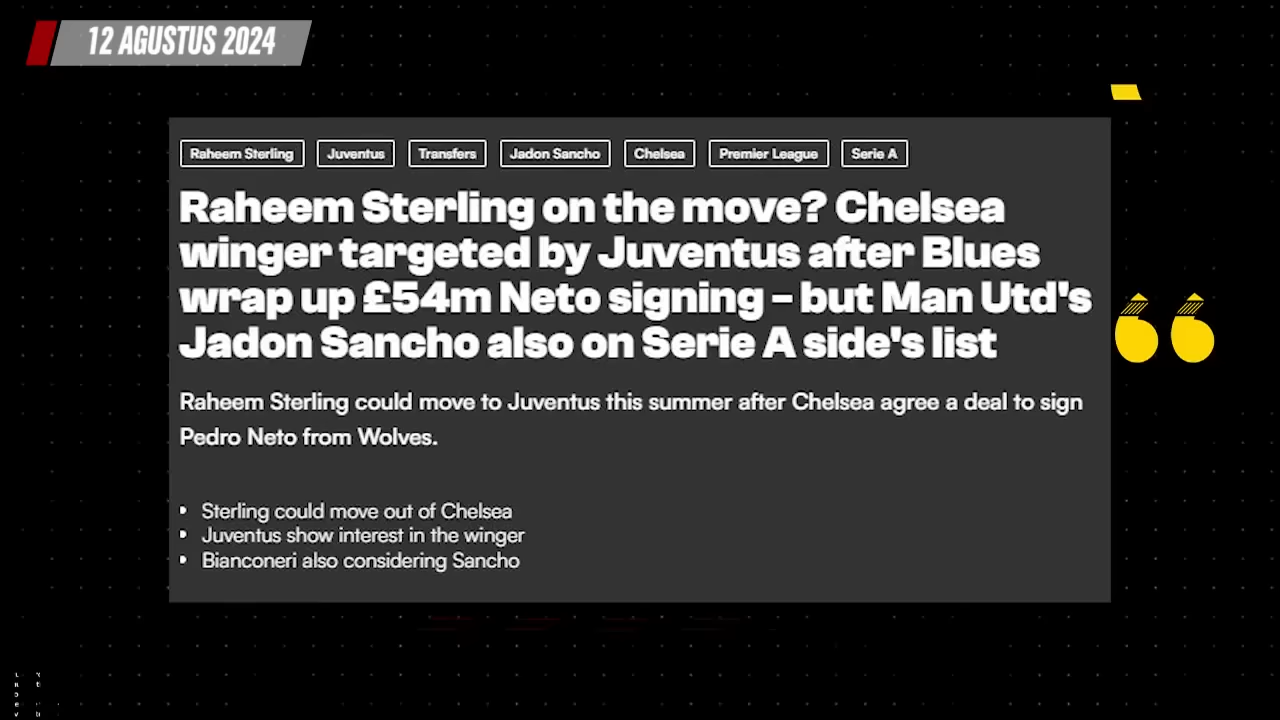 12 AGUSTUS 2024
Raheem Sterling Juventus Transfers Jadon Sancho Chelsea Premier League Serie A
Raheem Sterling on the move? Chelsea
winger targeted by Juventus after Blues
wrap up £54m Neto signing – but Man Utd's
Jadon Sancho also on Serie A side's list
Raheem Sterling could move to Juventus this summer after Chelsea agree a deal to sign
Pedro Neto from Wolves.
• Sterling could move out of Chelsea
• Juventus show interest in the winger
• Bianconeri also considering Sancho